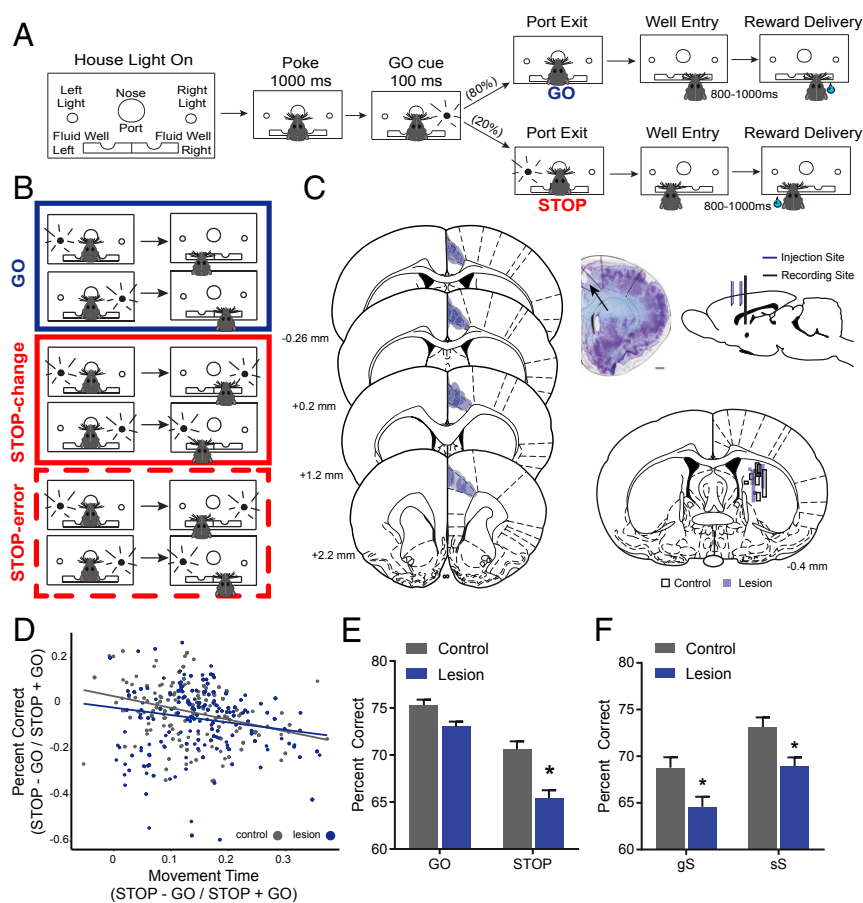 A
House Light On
Left
Light
Nose
Port
Right
Light
Fluid Well
Left
Fluid Well
Right
Poke
1000 ms
GO cue
100 ms
(80%)
(20%)
Port Exit
GO
Well Entry
800-1000ms
Reward Delivery
Port Exit
STOP
Well Entry
800-1000ms
Reward Delivery
B
GO
STOP-change
STOP-error
C
-0.26 mm
+0.2 mm
+1.2 mm
+2.2 mm
Injection Site
Recording Site
-0.4 mm
Control
Lesion
D
Percent Correct
(STOP - GO / STOP + GO)
0.2
0
-0.2
-0.4
-0.6
control
lesion
0
0.1
0.2
0.3
Movement Time
(STOP - GO / STOP + GO)
E
Control
Lesion
Percent Correct
80
75
70
65
60
*
GO
STOP
F
Control
Lesion
Percent Correct
80
75
70
65
60
*
*
gS
sS